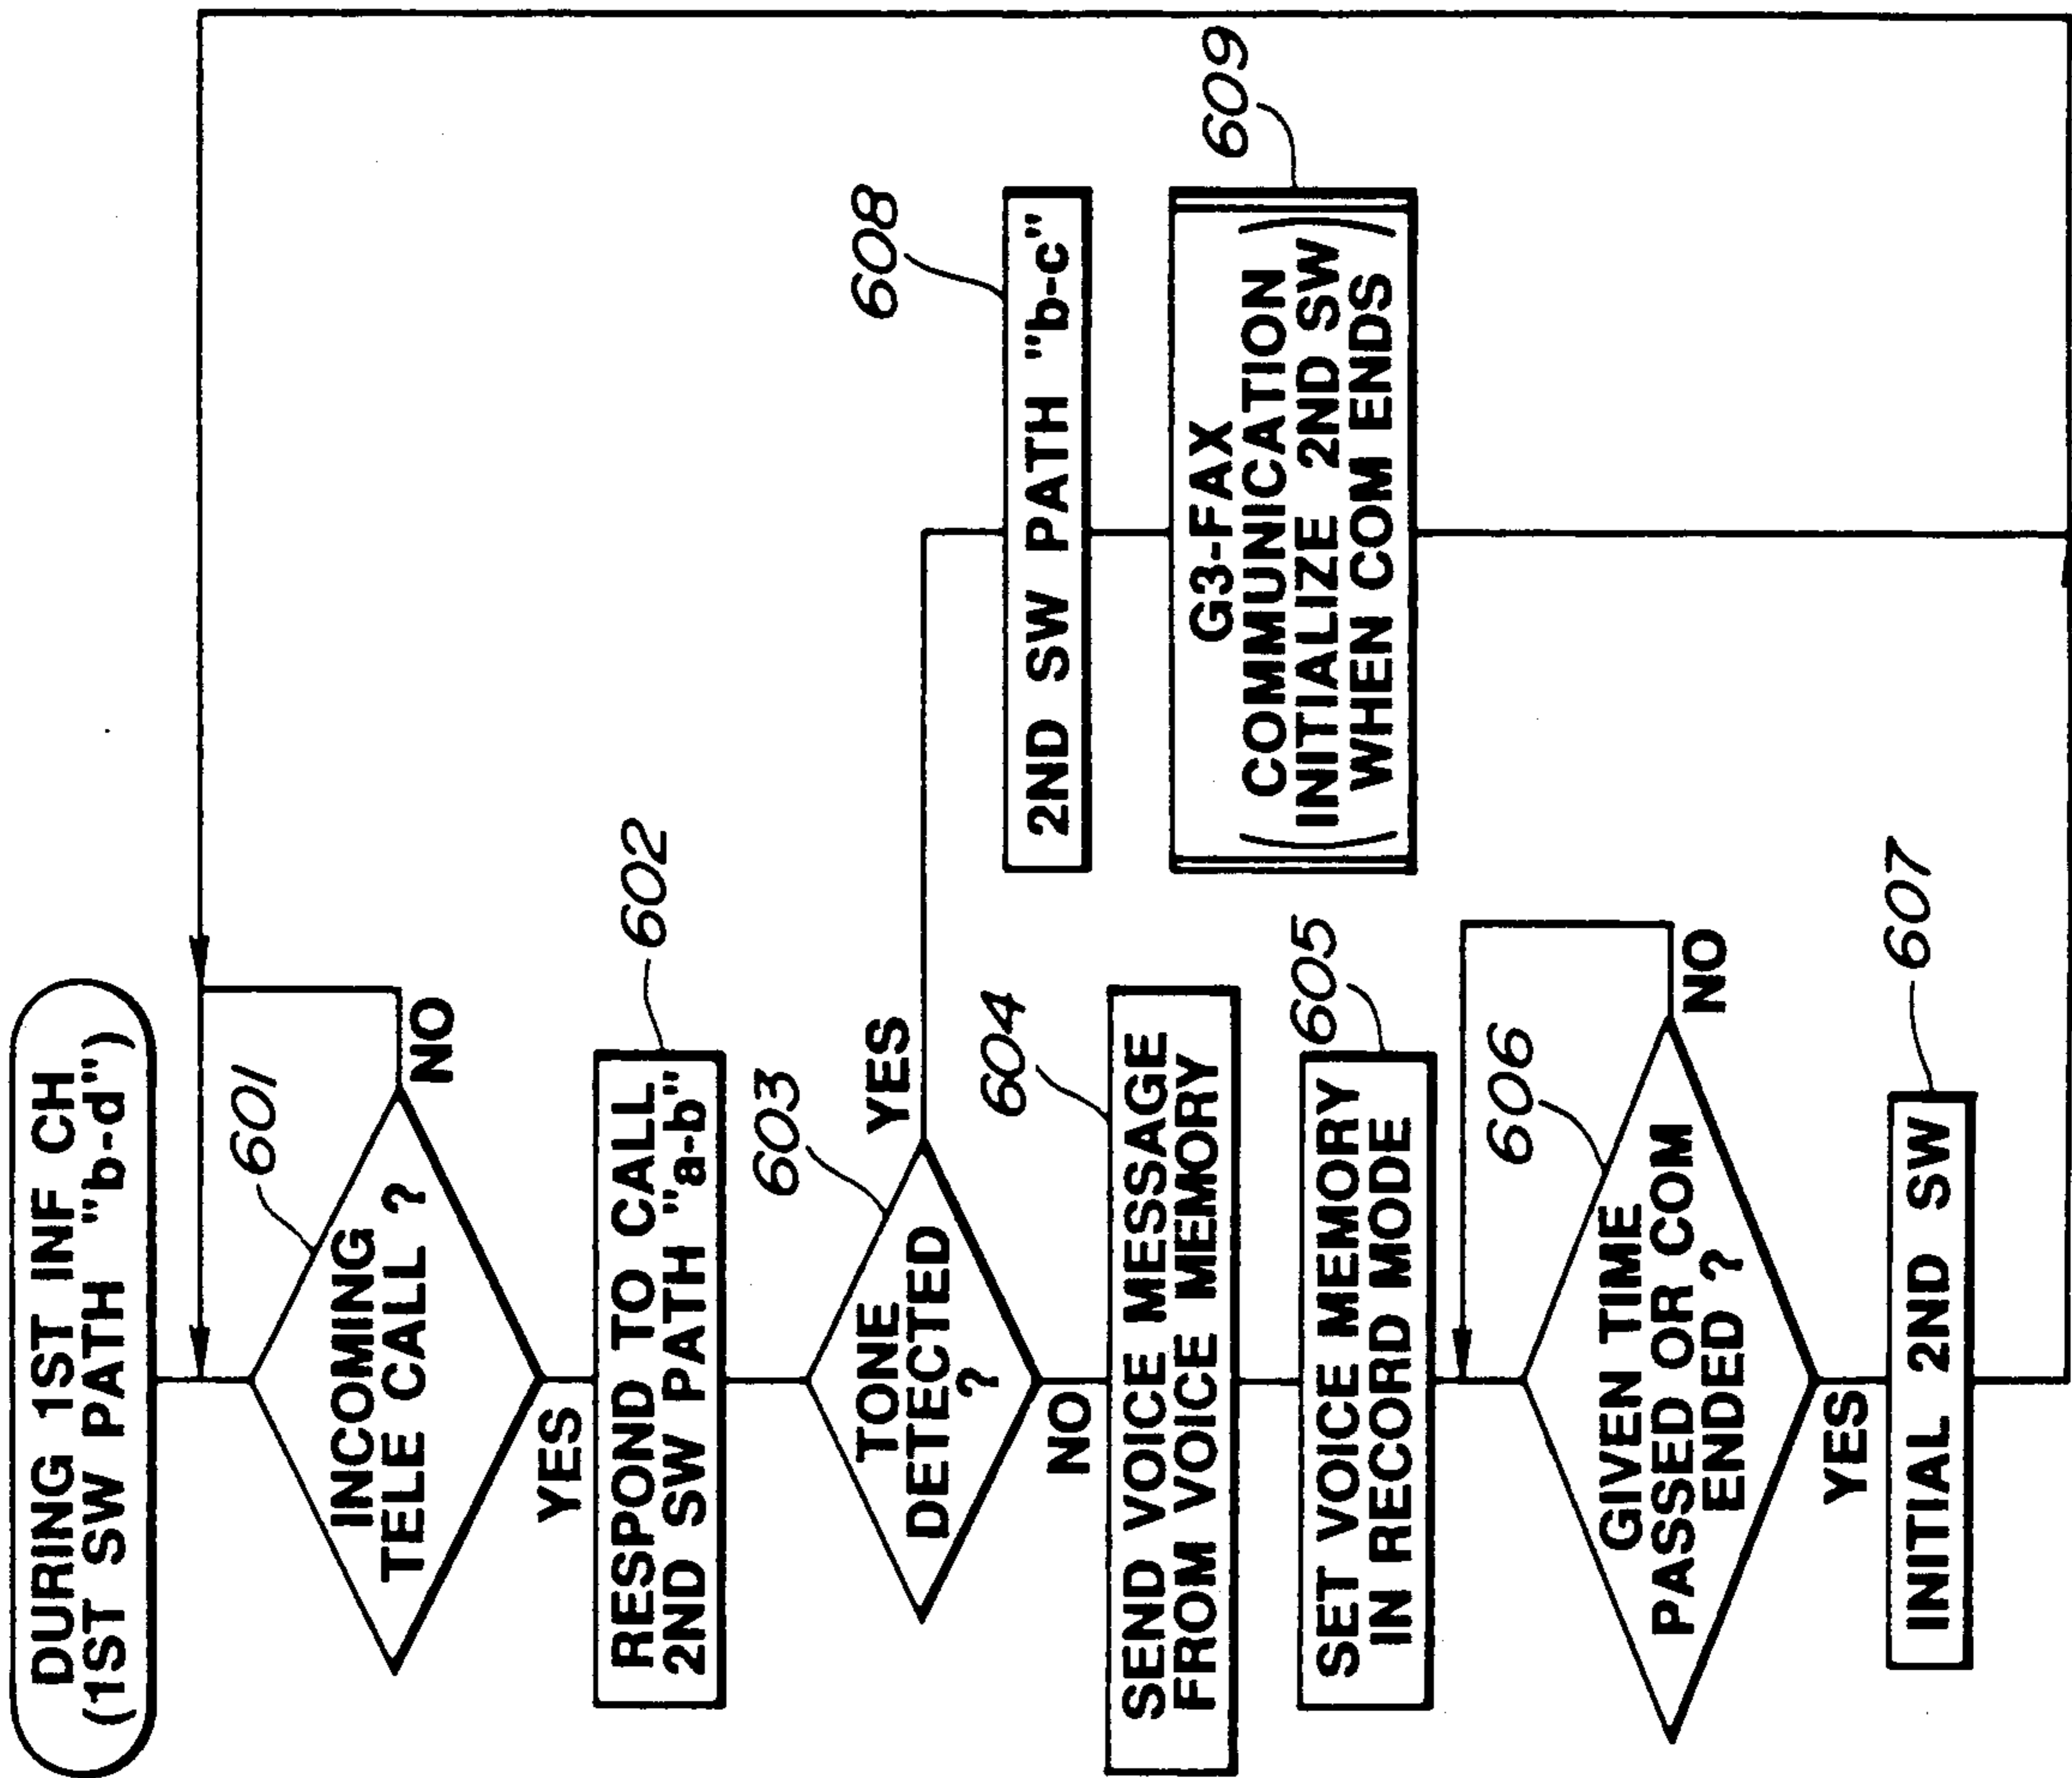 DURING 1ST INF CH
(1ST SW PATH "b-d")
601
INCOMING
TELE CALL ?
NO
YES
602
RESPOND TO CALL
2ND SW PATH "a-b"
603
TONE
DETECTED
?
YES
NO
604
SEND VOICE MESSAGE
FROM VOICE MEMORY
605
SET VOICE MEMORY
IN RECORD MODE
606
GIVEN TIME
PASSED OR COM
ENDED ?
NO
YES
607
INITIAL 2ND SW
608
2ND SW PATH "b-c"
609
G3-FAX
COMMUNICATION
(INITIALIZE 2ND SW
WHEN COM ENDS)